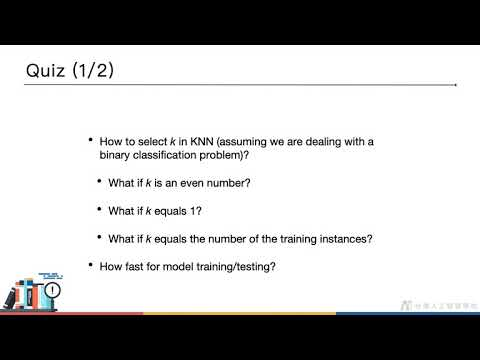 Quiz (1/2)
• How to select k in KNN (assuming we are dealing with a
binary classification problem)?
• What if k is an even number?
• What if k equals 1?
• What if k equals the number of the training instances?
• How fast for model training/testing?